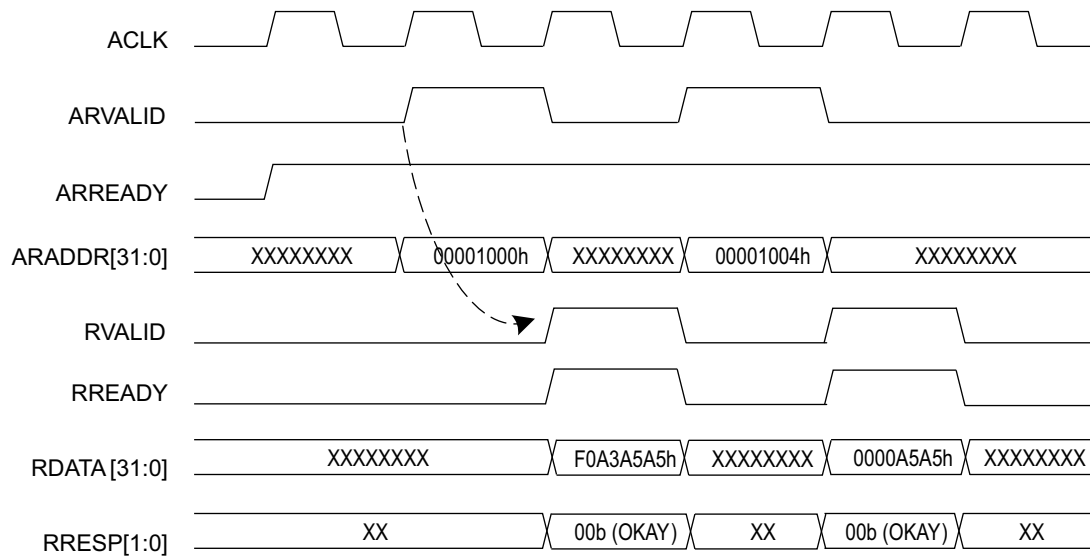 ACLK
ARVALID
ARREADY
ARADDR[31:0] XXXXXXXX 00001000h XXXXXXXX 00001004h XXXXXXXX
RVALID
RREADY
RDATA [31:0] XXXXXXXX F0A3A5A5h XXXXXXXX 0000A5A5h XXXXXXXX
RRESP[1:0] XX 00b (OKAY) XX 00b (OKAY) XX